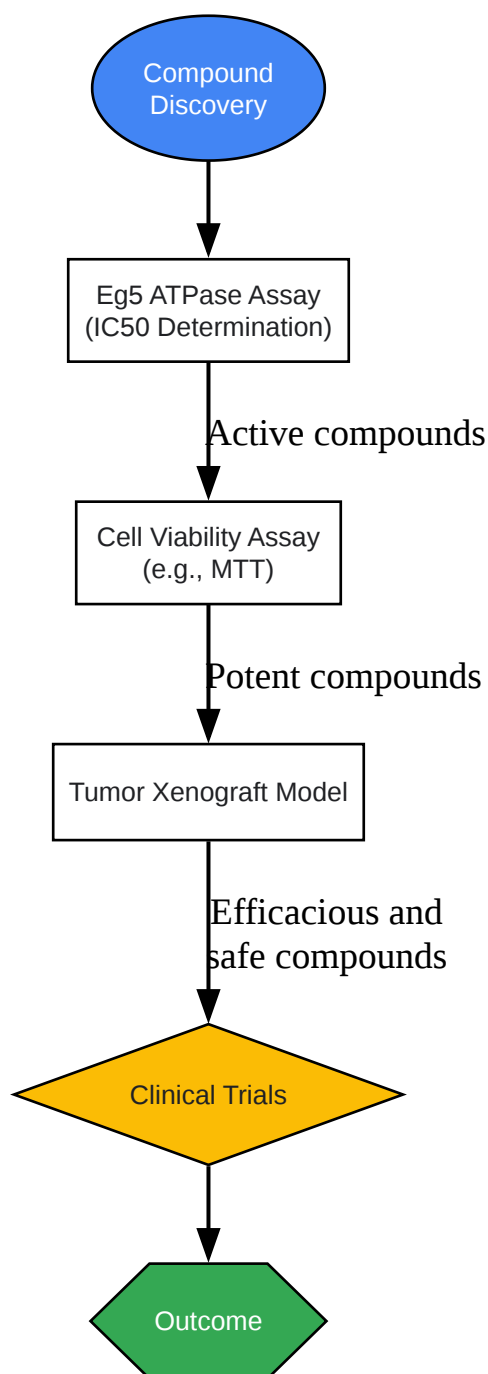 Compound
Discovery
Eg5 ATPase Assay
(IC50 Determination)
Active compounds
Cell Viability Assay
(e.g., MTT)
Potent compounds
Tumor Xenograft Model
Efficacious and
safe compounds
Clinical Trials
Outcome